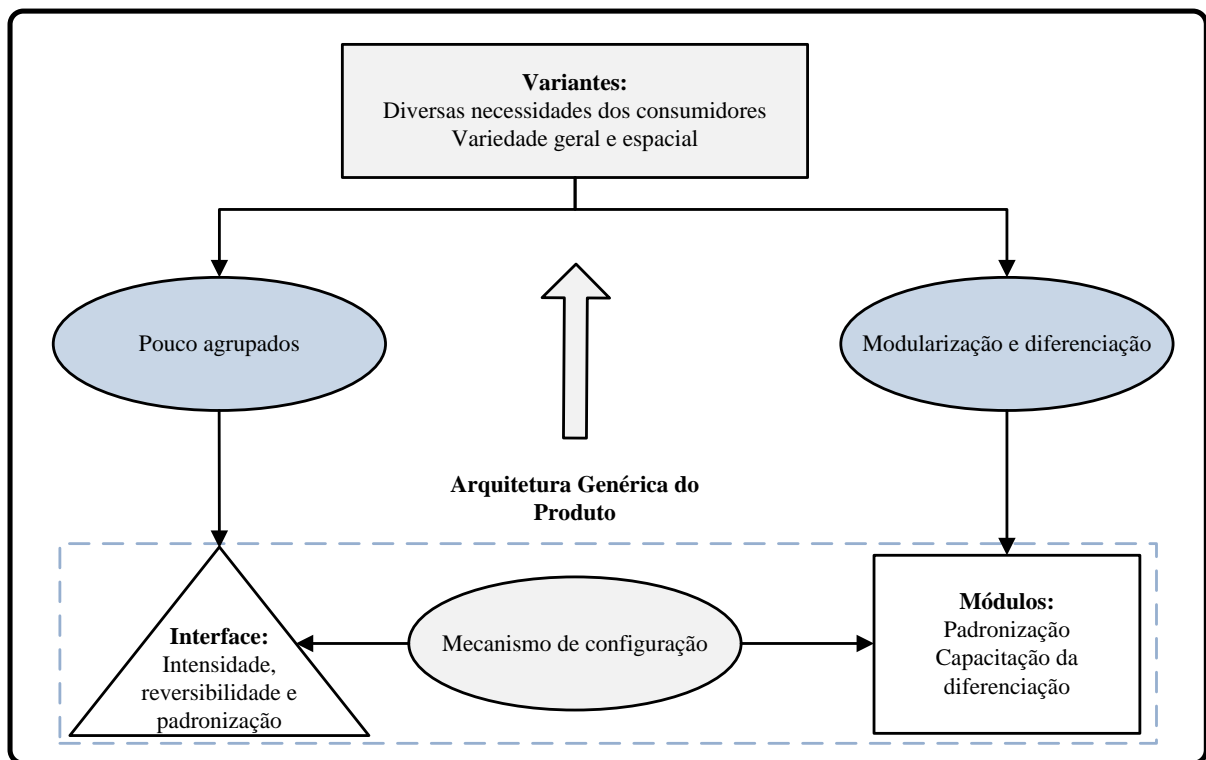 Variantes:
Diversas necessidades dos consumidores
Variedade geral e espacial
Pouco agrupados
Modularização e diferenciação
Arquitetura Genérica do
Produto
Interface:
Intensidade,
reversibilidade e
padronização
Mecanismo de configuração
Módulos:
Padronização
Capacitação da
diferenciação